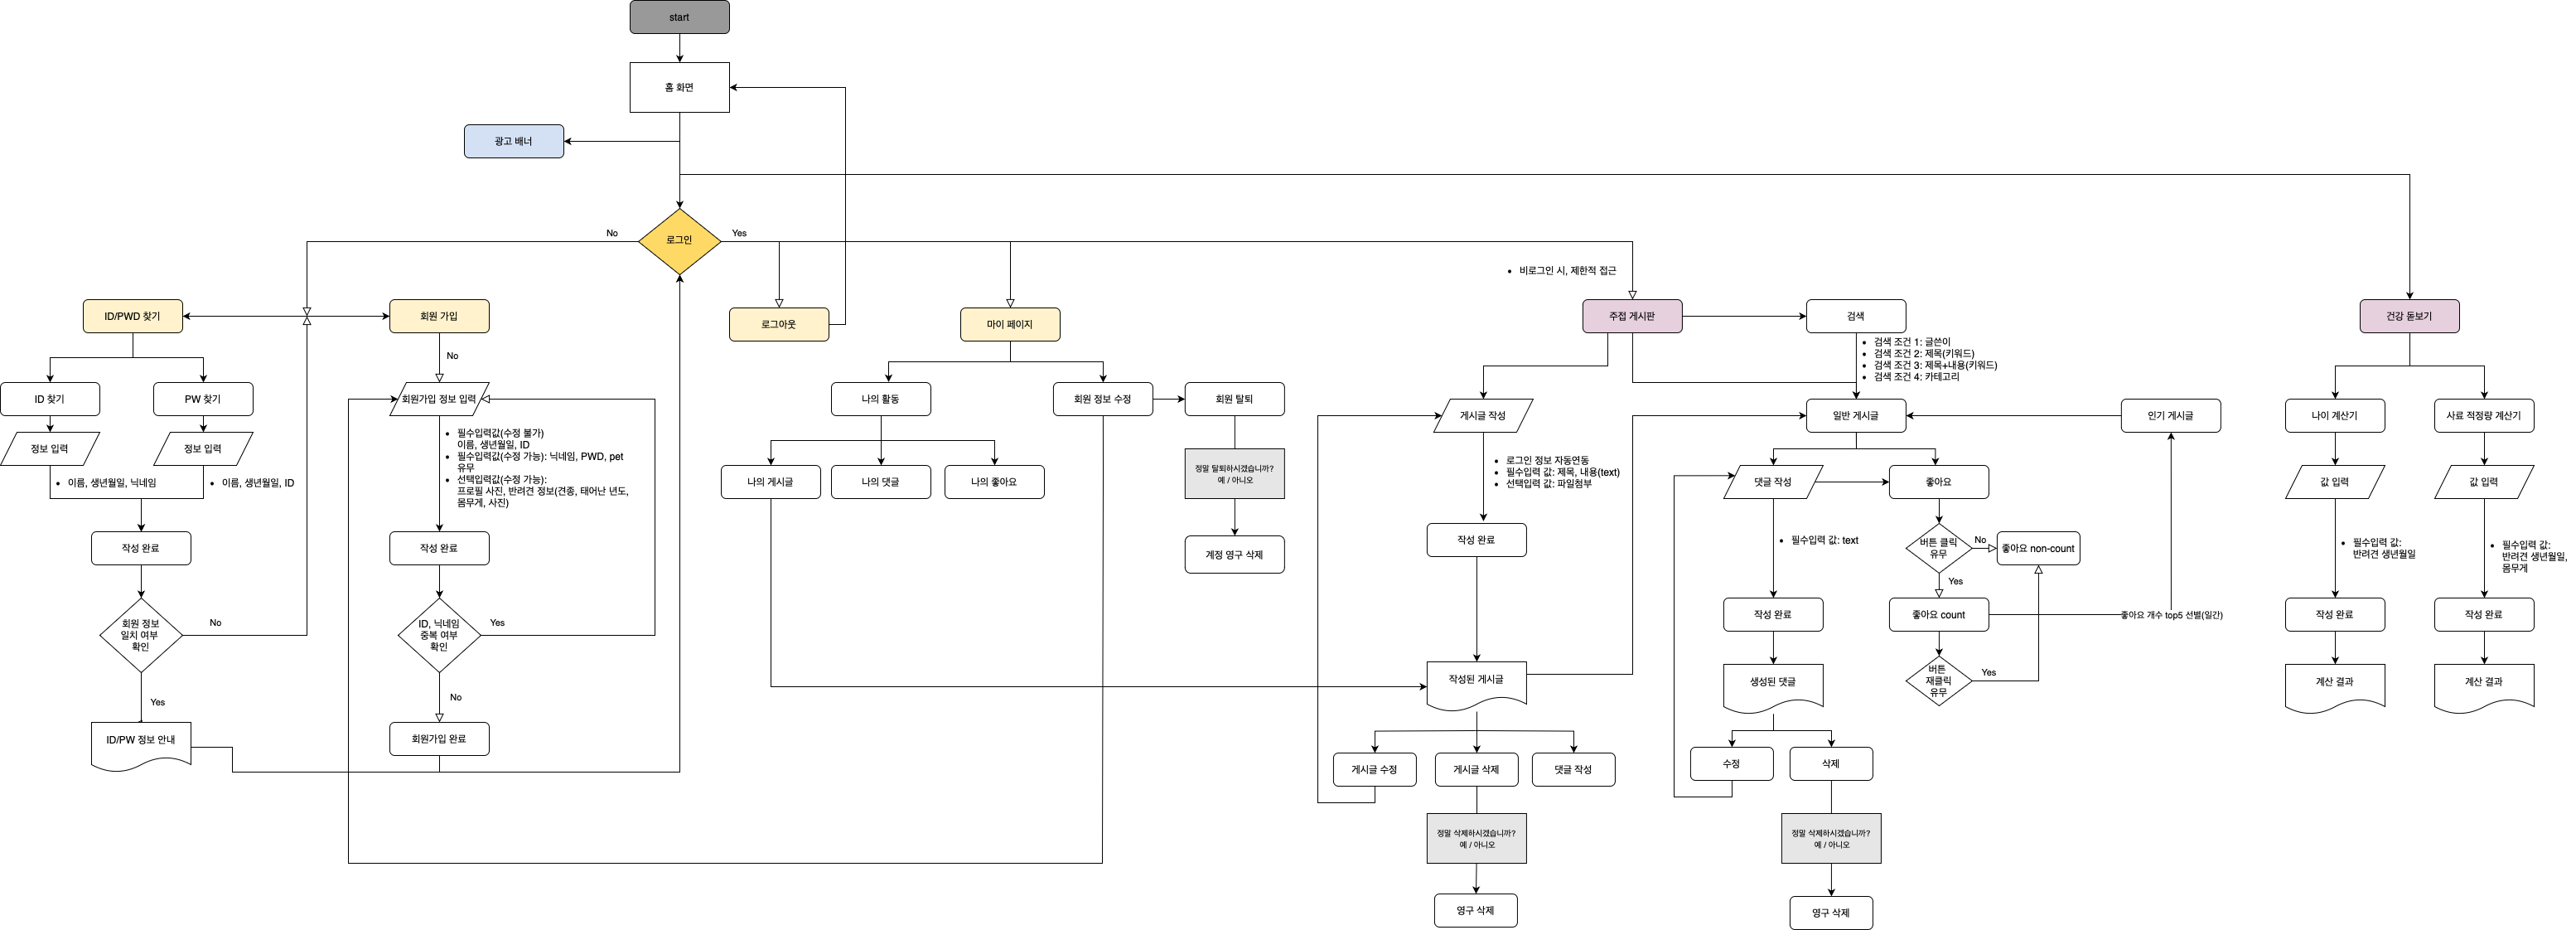 start
홈 화면
광고 배너
로그인
No
Yes
• 비로그인 시, 제한적 접근
ID/PWD 찾기
회원 가입
로그아웃
마이 페이지
주접 게시판
검색
건강 돋보기
No
• 검색 조건 1: 글쓴이
• 검색 조건 2: 제목(키워드)
• 검색 조건 3: 제목+내용(키워드)
• 검색 조건 4: 카테고리
ID 찾기
PW 찾기
회원가입 정보 입력
나의 활동
회원 정보 수정
회원 탈퇴
게시글 작성
일반 게시글
인기 게시글
나이 계산기
사료 적정량 계산기
정보 입력
정보 입력
• 필수입력값(수정 불가)
이름, 생년월일, ID
• 필수입력값(수정 가능): 닉네임, PWD, pet
유무
• 선택입력값(수정 가능):
프로필 사진, 반려견 정보(견종, 태어난 년도,
몸무게, 사진)
• 이름, 생년월일, 닉네임
• 이름, 생년월일, ID
나의 게시글
나의 댓글
나의 좋아요
정말 탈퇴하시겠습니까?
예 / 아니오
• 로그인 정보 자동연동
• 필수입력 값: 제목, 내용(text)
• 선택입력 값: 파일첨부
댓글 작성
좋아요
값 입력
값 입력
작성 완료
작성 완료
계정 영구 삭제
작성 완료
• 필수입력 값: text
버튼 클릭
유무
No
좋아요 non-count
• 필수입력 값:
반려견 생년월일
• 필수입력 값:
반려견 생년월일,
몸무게
Yes
회원 정보
일치 여부
확인
No
ID, 닉네임
중복 여부
확인
Yes
작성 완료
좋아요 count
좋아요 개수 top5 선별(일간)
작성 완료
작성 완료
Yes
No
작성된 게시글
생성된 댓글
버튼
재클릭
유무
Yes
계산 결과
계산 결과
ID/PW 정보 안내
회원가입 완료
게시글 수정
게시글 삭제
댓글 작성
수정
삭제
정말 삭제하시겠습니까?
예 / 아니오
정말 삭제하시겠습니까?
예 / 아니오
영구 삭제
영구 삭제